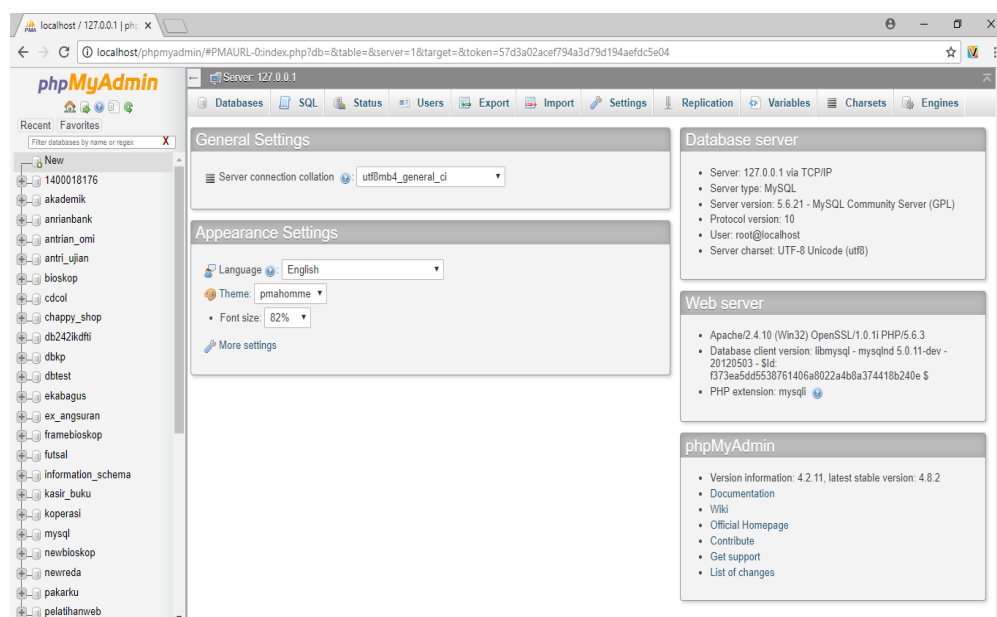 localhost / 127.0.0.1 | ph
localhost/phpmyadmin/#PMAURL-0:index.php?db=&table=&server=1&target=&token=57d3a02acef794a3d79d194aefdc5e04
phpMyAdmin
Recent Favorites
Filter databases by name or regex X
New
1400018176
akademik
anrianbank
antrian_omi
antri_ujian
bioskop
cdcol
chappy_shop
db242ikdfti
dbkp
dbtest
ekabagus
ex_angsuran
framebioskop
futsal
information_schema
kasir_buku
koperasi
mysql
newbioskop
newreda
pakarku
pelatihanweb
Server: 127.0.0.1
Databases SQL Status Users Export Import Settings Replication Variables Charsets Engines
General Settings
Server connection collation : utf8mb4_general_ci
Appearance Settings
Language : English
Theme: pmahomme
• Font size: 82%
More settings
Database server
• Server: 127.0.0.1 via TCP/IP
• Server type: MySQL
• Server version: 5.6.21 - MySQL Community Server (GPL)
• Protocol version: 10
• User: root@localhost
• Server charset: UTF-8 Unicode (utf8)
Web server
• Apache/2.4.10 (Win32) OpenSSL/1.0.1i PHP/5.6.3
• Database client version: libmysql - mysqlnd 5.0.11-dev -
20120503 - $Id:
f373ea5dd5538761406a8022a4b8a374418b240e $
• PHP extension: mysqli
phpMyAdmin
• Version information: 4.2.11, latest stable version: 4.8.2
• Documentation
• Wiki
• Official Homepage
• Contribute
• Get support
• List of changes